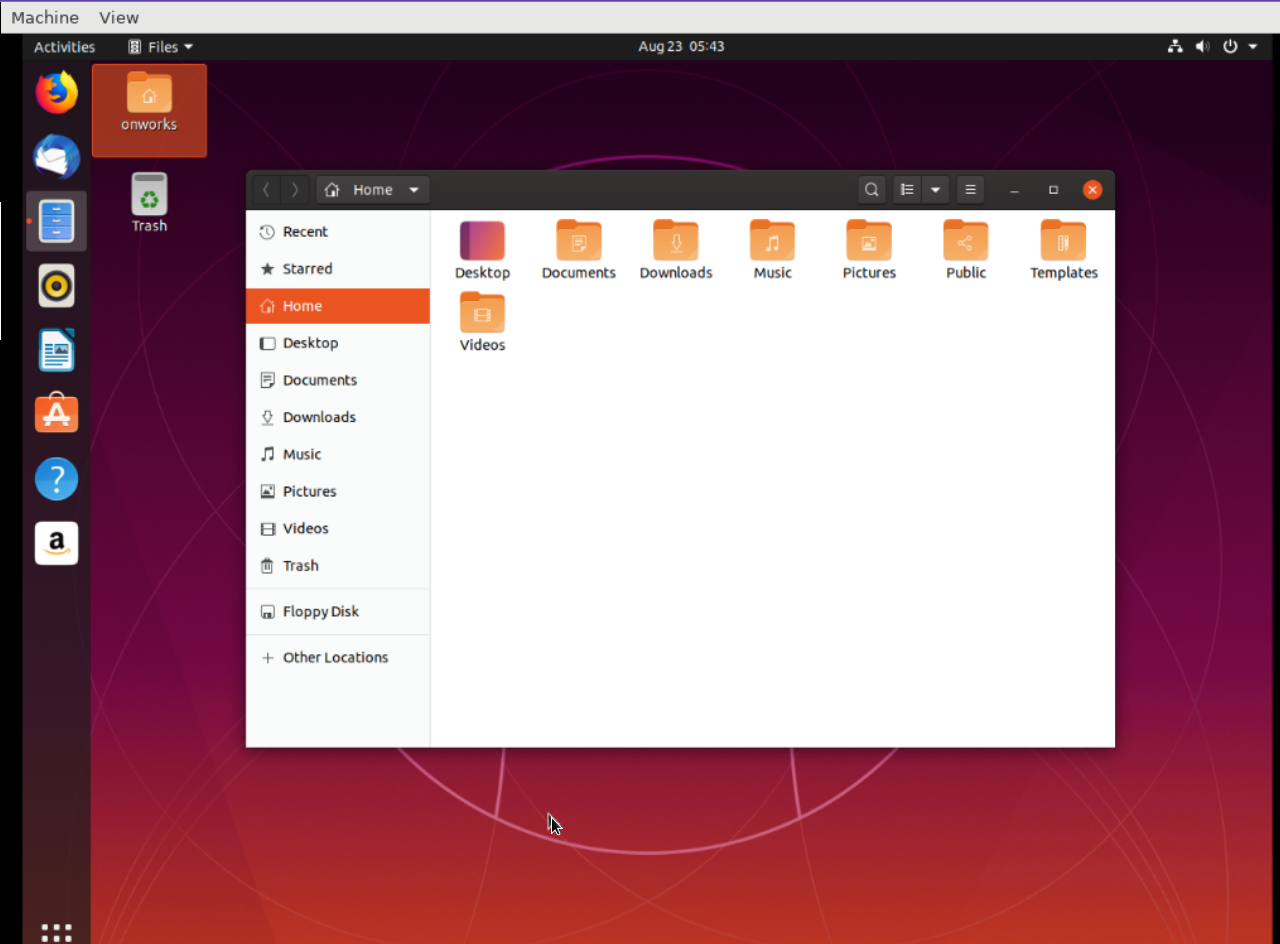 Machine View
Activities Files Aug 23 05:43
onworks
Trash
Home
Recent
Starred
Home
Desktop
Documents
Downloads
Music
Pictures
Videos
Trash
Floppy Disk
Other Locations
Desktop Documents Downloads Music Pictures Public Templates
Videos
A
?
a